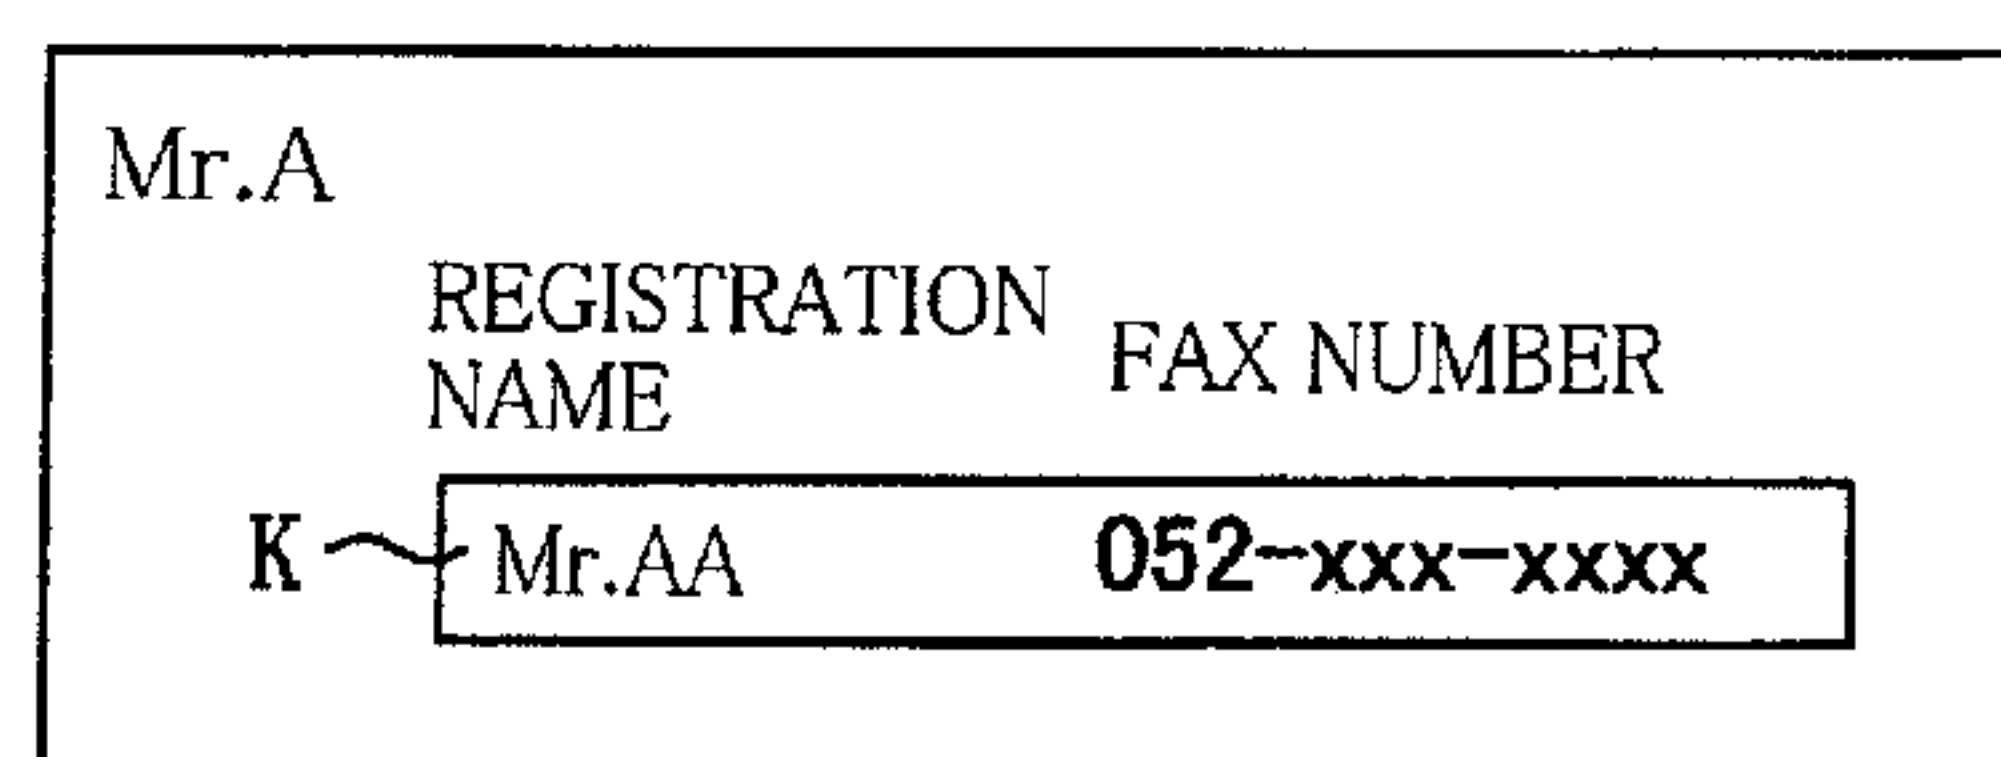 Mr.A
REGISTRATION
NAME
FAX NUMBER
K
Mr.AA 052-xxx-xxxx